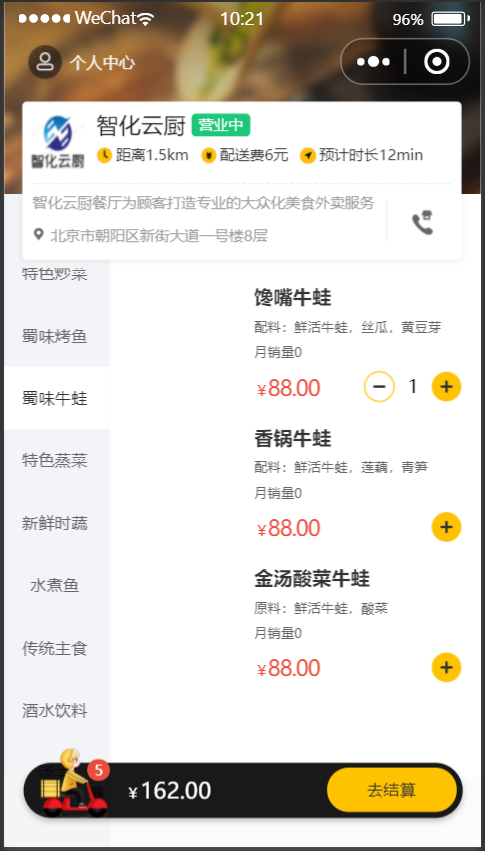 WeChat 10:21 96%
个人中心
智化云厨 营业中
智化云厨
距离1.5km 配送费6元 预计时长12min
智化云厨餐厅为顾客打造专业的大众化美食外卖服务
北京市朝阳区新街大道一号楼8层
特色炒菜
蜀味烤鱼
蜀味牛蛙
特色蒸菜
新鲜时蔬
水煮鱼
传统主食
酒水饮料
馋嘴牛蛙
配料：鲜活牛蛙，丝瓜，黄豆芽
月销量0
¥88.00 1
香锅牛蛙
配料：鲜活牛蛙，莲藕，青笋
月销量0
¥88.00
金汤酸菜牛蛙
原料：鲜活牛蛙，酸菜
月销量0
¥88.00
5 ¥162.00 去结算